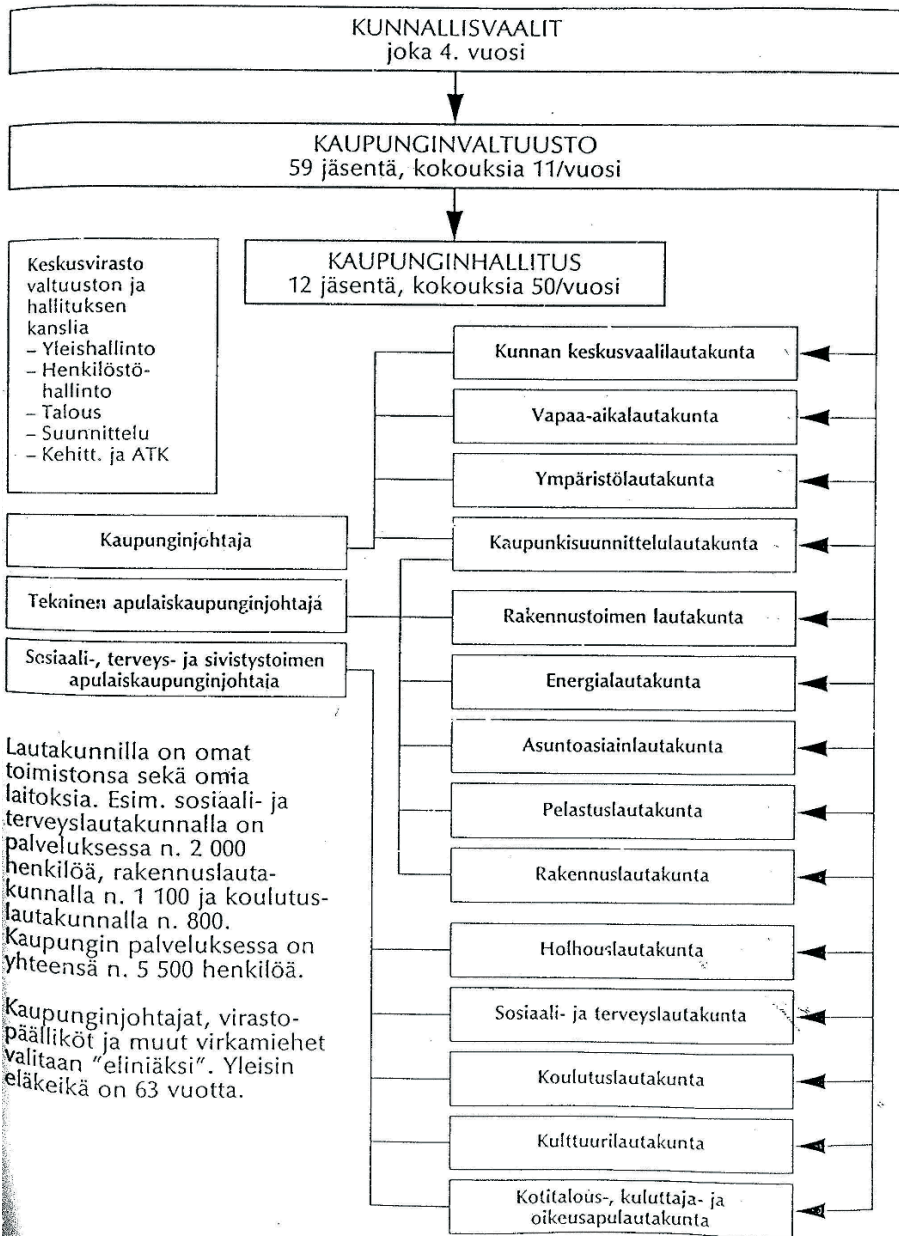 KUNNALLISVAALIT
joka 4. vuosi
KAUPUNGINVALTUUSTO
59 jäsentä, kokouksia 11/vuosi
KAUPUNGINHALLITUS
12 jäsentä, kokouksia 50/vuosi
Keskusvirasto
valtuuston ja
hallituksen
kanslia
– Yleishallinto
– Henkilöstö-
hallinto
– Talous
– Suunnittelu
– Kehitt. ja ATK
Kaupunginjohtaja
Tekninen apulaiskaupunginjohtaja
Sosiaali-, terveys- ja sivistystoimen
apulaiskaupunginjohtaja
Kunnan keskusvaalilautakunta
Vapaa-aikalautakunta
Ympäristölautakunta
Kaupunkisuunnittelulautakunta
Rakennustoimen lautakunta
Energialautakunta
Asuntoasiainlautakunta
Pelastuslautakunta
Rakennuslautakunta
Holhouslautakunta
Sosiaali- ja terveyslautakunta
Koulutuslautakunta
Kulttuurilautakunta
Kotitalous-, kuluttaja- ja
oikeusapulautakunta
Lautakunnilla on omat
toimistonsa sekä omia
laitoksia. Esim. sosiaali- ja
terveyslautakunnalla on
palveluksessa n. 2 000
henkilöä, rakennuslauta-
kunnalla n. 1 100 ja koulutus-
lautakunnalla n. 800.
Kaupungin palveluksessa on
yhteensä n. 5 500 henkilöä.
Kaupunginjohtajat, virasto-
päälliköt ja muut virkamiehet
valitaan "eliniäksi". Yleisin
eläkeikä on 63 vuotta.